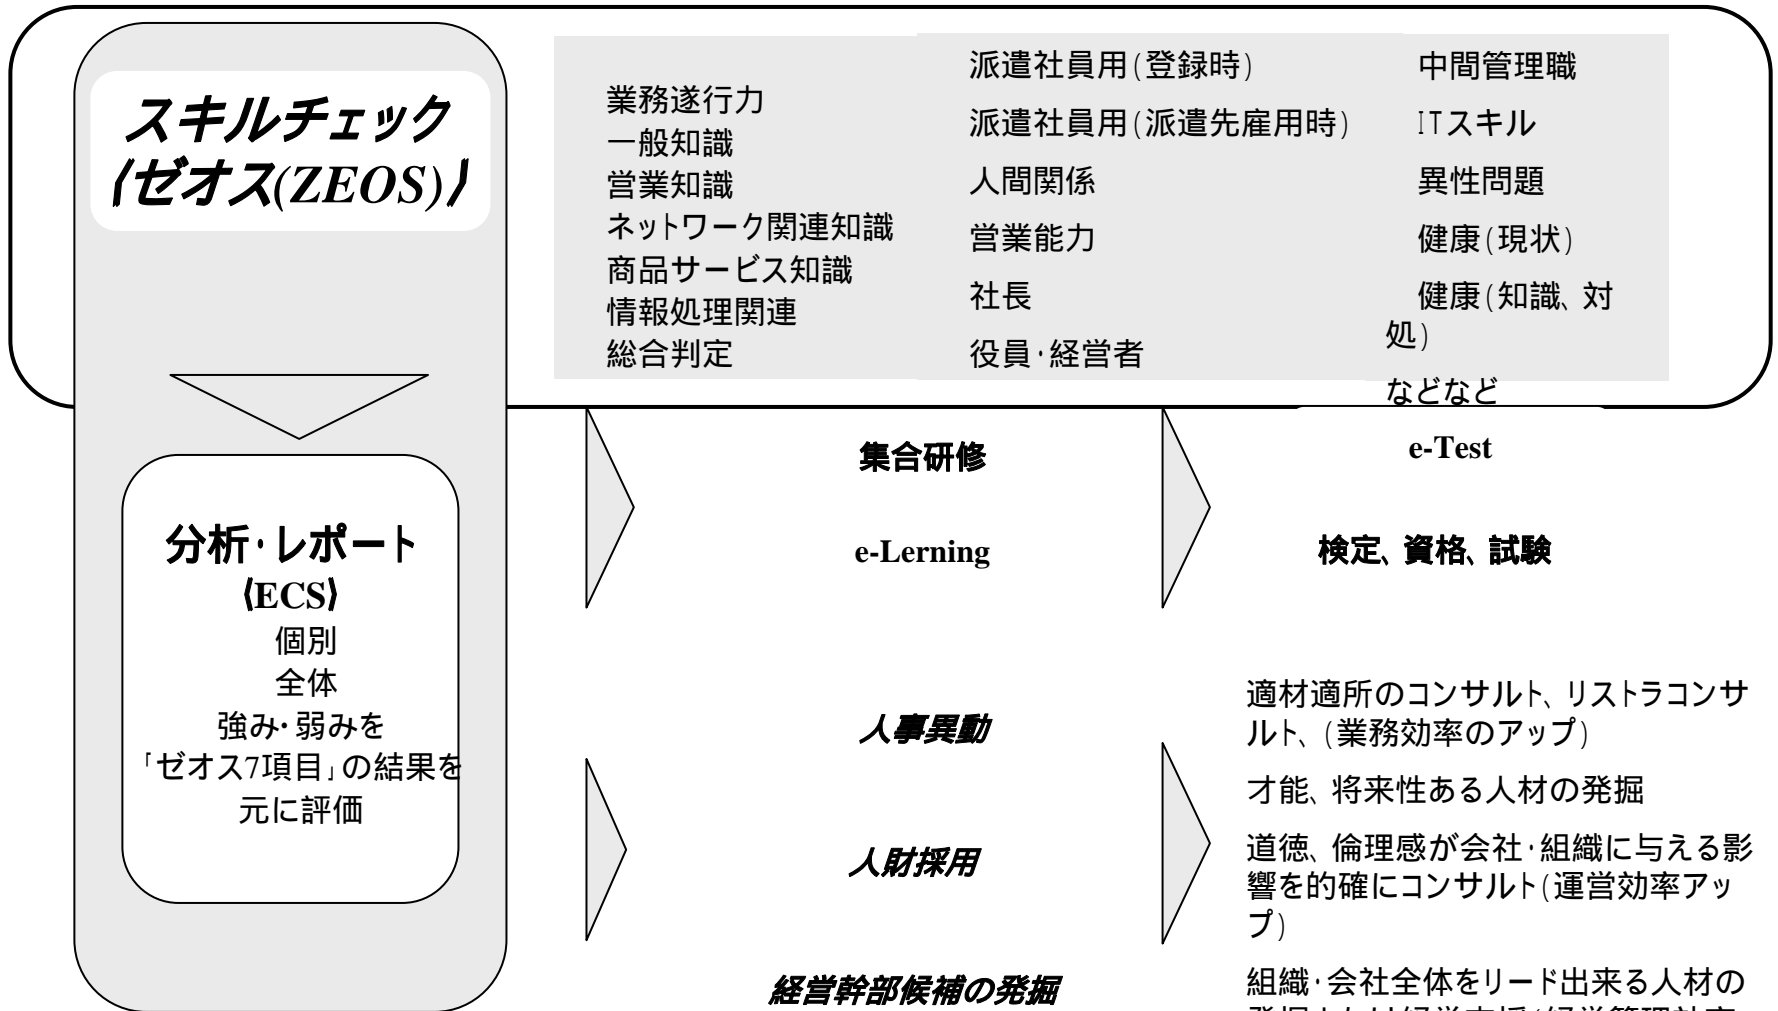 スキルチェック
《ゼオス(ZEOS)》
業務遂行力
一般知識
営業知識
ネットワーク関連知識
商品サービス知識
情報処理関連
総合判定
派遣社員用(登録時)
派遣社員用(派遣先雇用時)
人間関係
営業能力
社長
役員・経営者
中間管理職
ITスキル
異性問題
健康(現状)
健康(知識、対
処)
などなど
分析・レポート
《ECS》
個別
全体
強み・弱みを
「ゼオス7項目」の結果を
元に評価
集合研修
e-Lerning
e-Test
検定、資格、試験
人事異動
人財採用
経営幹部候補の発掘
適材適所のコンサルト、リストラコンサ
ルト、(業務効率のアップ)
才能、将来性ある人材の発掘
道徳、倫理感が会社・組織に与える影
響を的確にコンサルト(運営効率アッ
プ)
組織・会社全体をリード出来る人材の